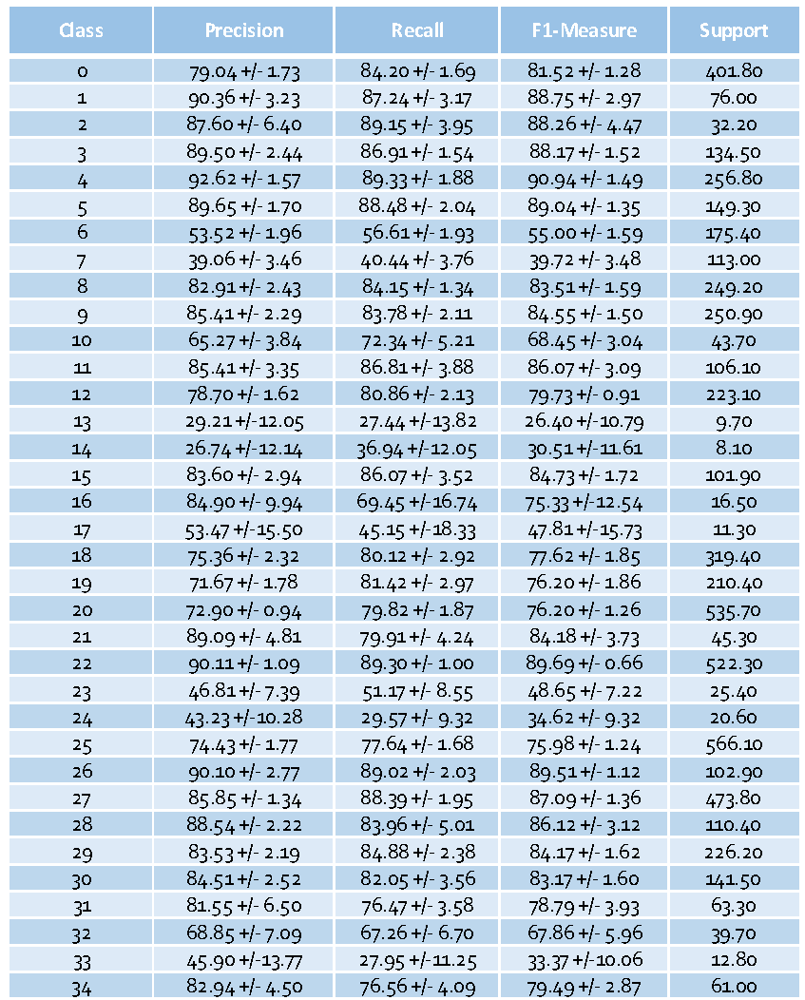 Class Precision Recall F1-Measure Support
0 79.04 +/- 1.73 84.20 +/- 1.69 81.52 +/- 1.28 401.80
1 90.36 +/- 3.23 87.24 +/- 3.17 88.75 +/- 2.97 76.00
2 87.60 +/- 6.40 89.15 +/- 3.95 88.26 +/- 4.47 32.20
3 89.50 +/- 2.44 86.91 +/- 1.54 88.17 +/- 1.52 134.50
4 92.62 +/- 1.57 89.33 +/- 1.88 90.94 +/- 1.49 256.80
5 89.65 +/- 1.70 88.48 +/- 2.04 89.04 +/- 1.35 149.30
6 53.52 +/- 1.96 56.61 +/- 1.93 55.00 +/- 1.59 175.40
7 39.06 +/- 3.46 40.44 +/- 3.76 39.72 +/- 3.48 113.00
8 82.91 +/- 2.43 84.15 +/- 1.34 83.51 +/- 1.59 249.20
9 85.41 +/- 2.29 83.78 +/- 2.11 84.55 +/- 1.50 250.90
10 65.27 +/- 3.84 72.34 +/- 5.21 68.45 +/- 3.04 43.70
11 85.41 +/- 3.35 86.81 +/- 3.88 86.07 +/- 3.09 106.10
12 78.70 +/- 1.62 80.86 +/- 2.13 79.73 +/- 0.91 223.10
13 29.21 +/-12.05 27.44 +/-13.82 26.40 +/-10.79 9.70
14 26.74 +/-12.14 36.94 +/-12.05 30.51 +/-11.61 8.10
15 83.60 +/- 2.94 86.07 +/- 3.52 84.73 +/- 1.72 101.90
16 84.90 +/- 9.94 69.45 +/-16.74 75.33 +/-12.54 16.50
17 53.47 +/-15.50 45.15 +/-18.33 47.81 +/-15.73 11.30
18 75.36 +/- 2.32 80.12 +/- 2.92 77.62 +/- 1.85 319.40
19 71.67 +/- 1.78 81.42 +/- 2.97 76.20 +/- 1.86 210.40
20 72.90 +/- 0.94 79.82 +/- 1.87 76.20 +/- 1.26 535.70
21 89.09 +/- 4.81 79.91 +/- 4.24 84.18 +/- 3.73 45.30
22 90.11 +/- 1.09 89.30 +/- 1.00 89.69 +/- 0.66 522.30
23 46.81 +/- 7.39 51.17 +/- 8.55 48.65 +/- 7.22 25.40
24 43.23 +/-10.28 29.57 +/- 9.32 34.62 +/- 9.32 20.60
25 74.43 +/- 1.77 77.64 +/- 1.68 75.98 +/- 1.24 566.10
26 90.10 +/- 2.77 89.02 +/- 2.03 89.51 +/- 1.12 102.90
27 85.85 +/- 1.34 88.39 +/- 1.95 87.09 +/- 1.36 473.80
28 88.54 +/- 2.22 83.96 +/- 5.01 86.12 +/- 3.12 110.40
29 83.53 +/- 2.19 84.88 +/- 2.38 84.17 +/- 1.62 226.20
30 84.51 +/- 2.52 82.05 +/- 3.56 83.17 +/- 1.60 141.50
31 81.55 +/- 6.50 76.47 +/- 3.58 78.79 +/- 3.93 63.30
32 68.85 +/- 7.09 67.26 +/- 6.70 67.86 +/- 5.96 39.70
33 45.90 +/-13.77 27.95 +/-11.25 33.37 +/-10.06 12.80
34 82.94 +/- 4.50 76.56 +/- 4.09 79.49 +/- 2.87 61.00